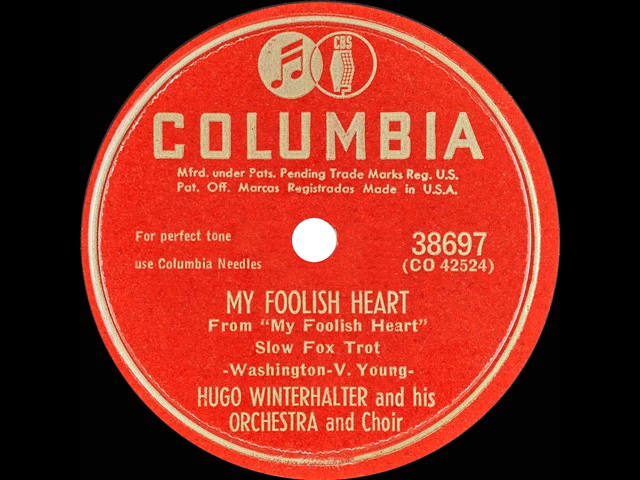 CBS
COLUMBIA
Mfrd. under Pats. Pending Trade Marks Reg. U.S.
Pat. Off. Marcas Registradas Made in U.S.A.
For perfect tone
use Columbia Needles
38697
(CO 42524)
MY FOOLISH HEART
From "My Foolish Heart"
Slow Fox Trot
-Washington-V. Young-
HUGO WINTERHALTER and his
ORCHESTRA and Choir